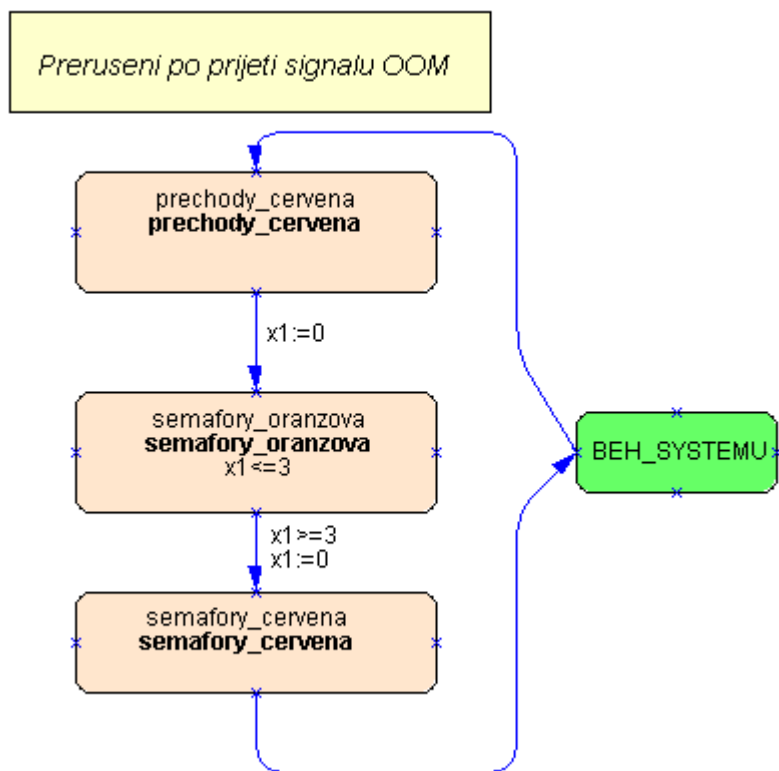 Preruseni po prijeti signalu OOM
prechody_cervena
prechody_cervena
x1:=0
semafory_oranzova
semafory_oranzova
x1<=3
BEH_SYSTEMU
x1>=3
x1:=0
semafory_cervena
semafory_cervena